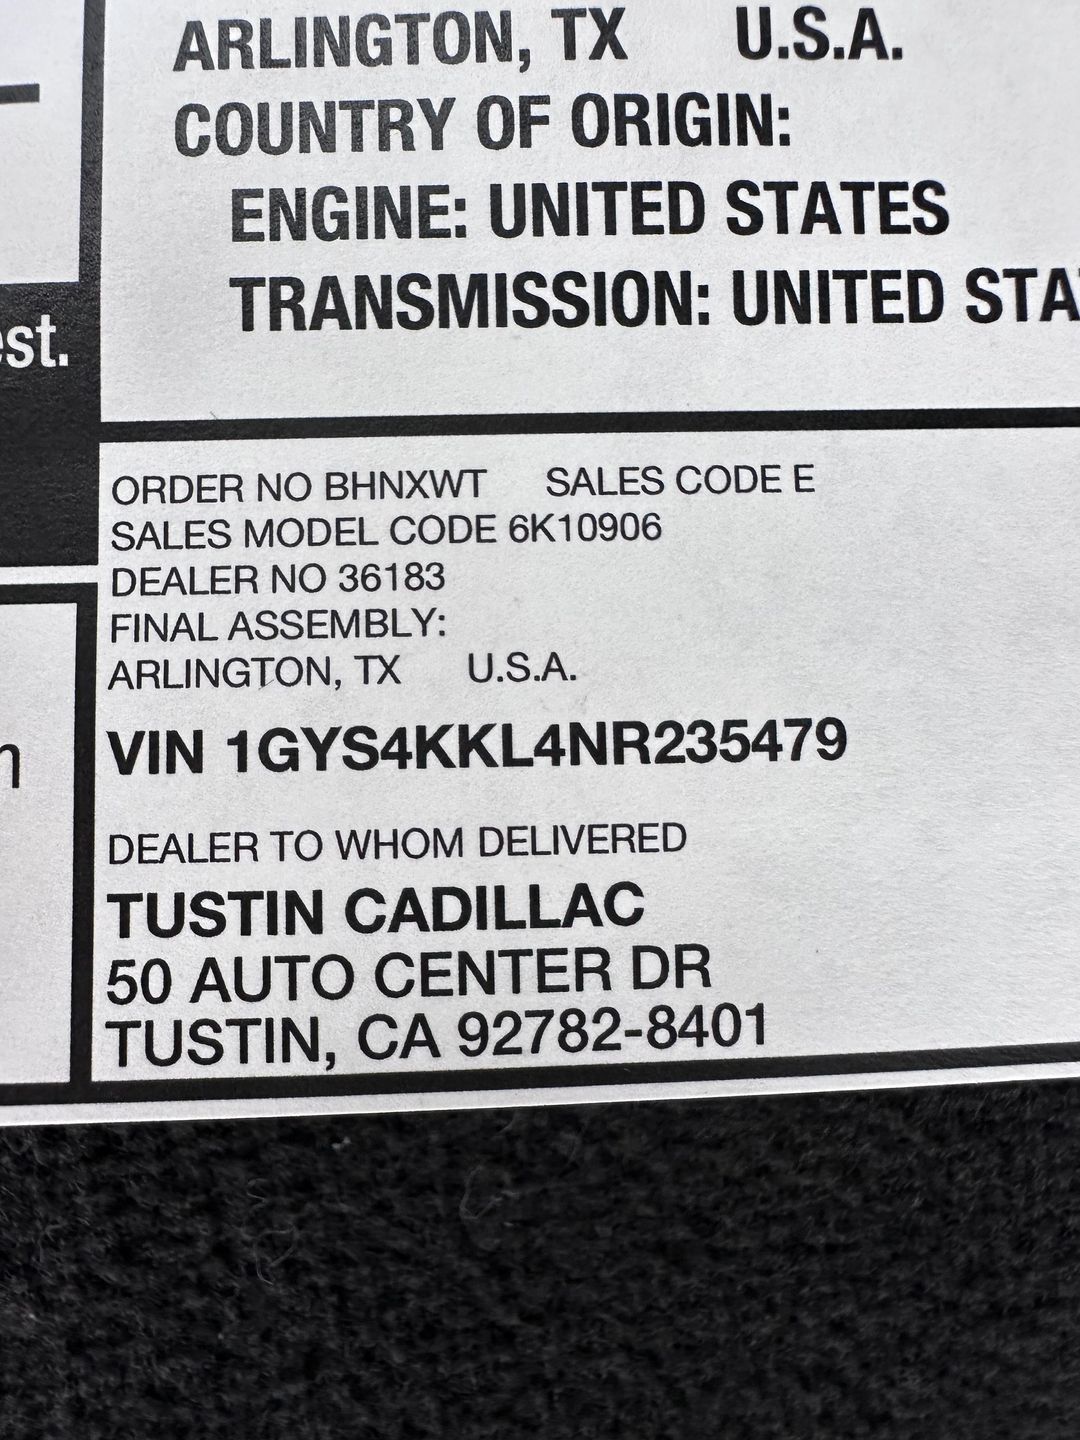 ARLINGTON, TX U.S.A.
COUNTRY OF ORIGIN:
ENGINE: UNITED STATES
TRANSMISSION: UNITED STA
est.
ORDER NO BHNXWT SALES CODE E
SALES MODEL CODE 6K10906
DEALER NO 36183
FINAL ASSEMBLY:
ARLINGTON, TX U.S.A.
VIN 1GYS4KKL4NR235479
DEALER TO WHOM DELIVERED
TUSTIN CADILLAC
50 AUTO CENTER DR
TUSTIN, CA 92782-8401